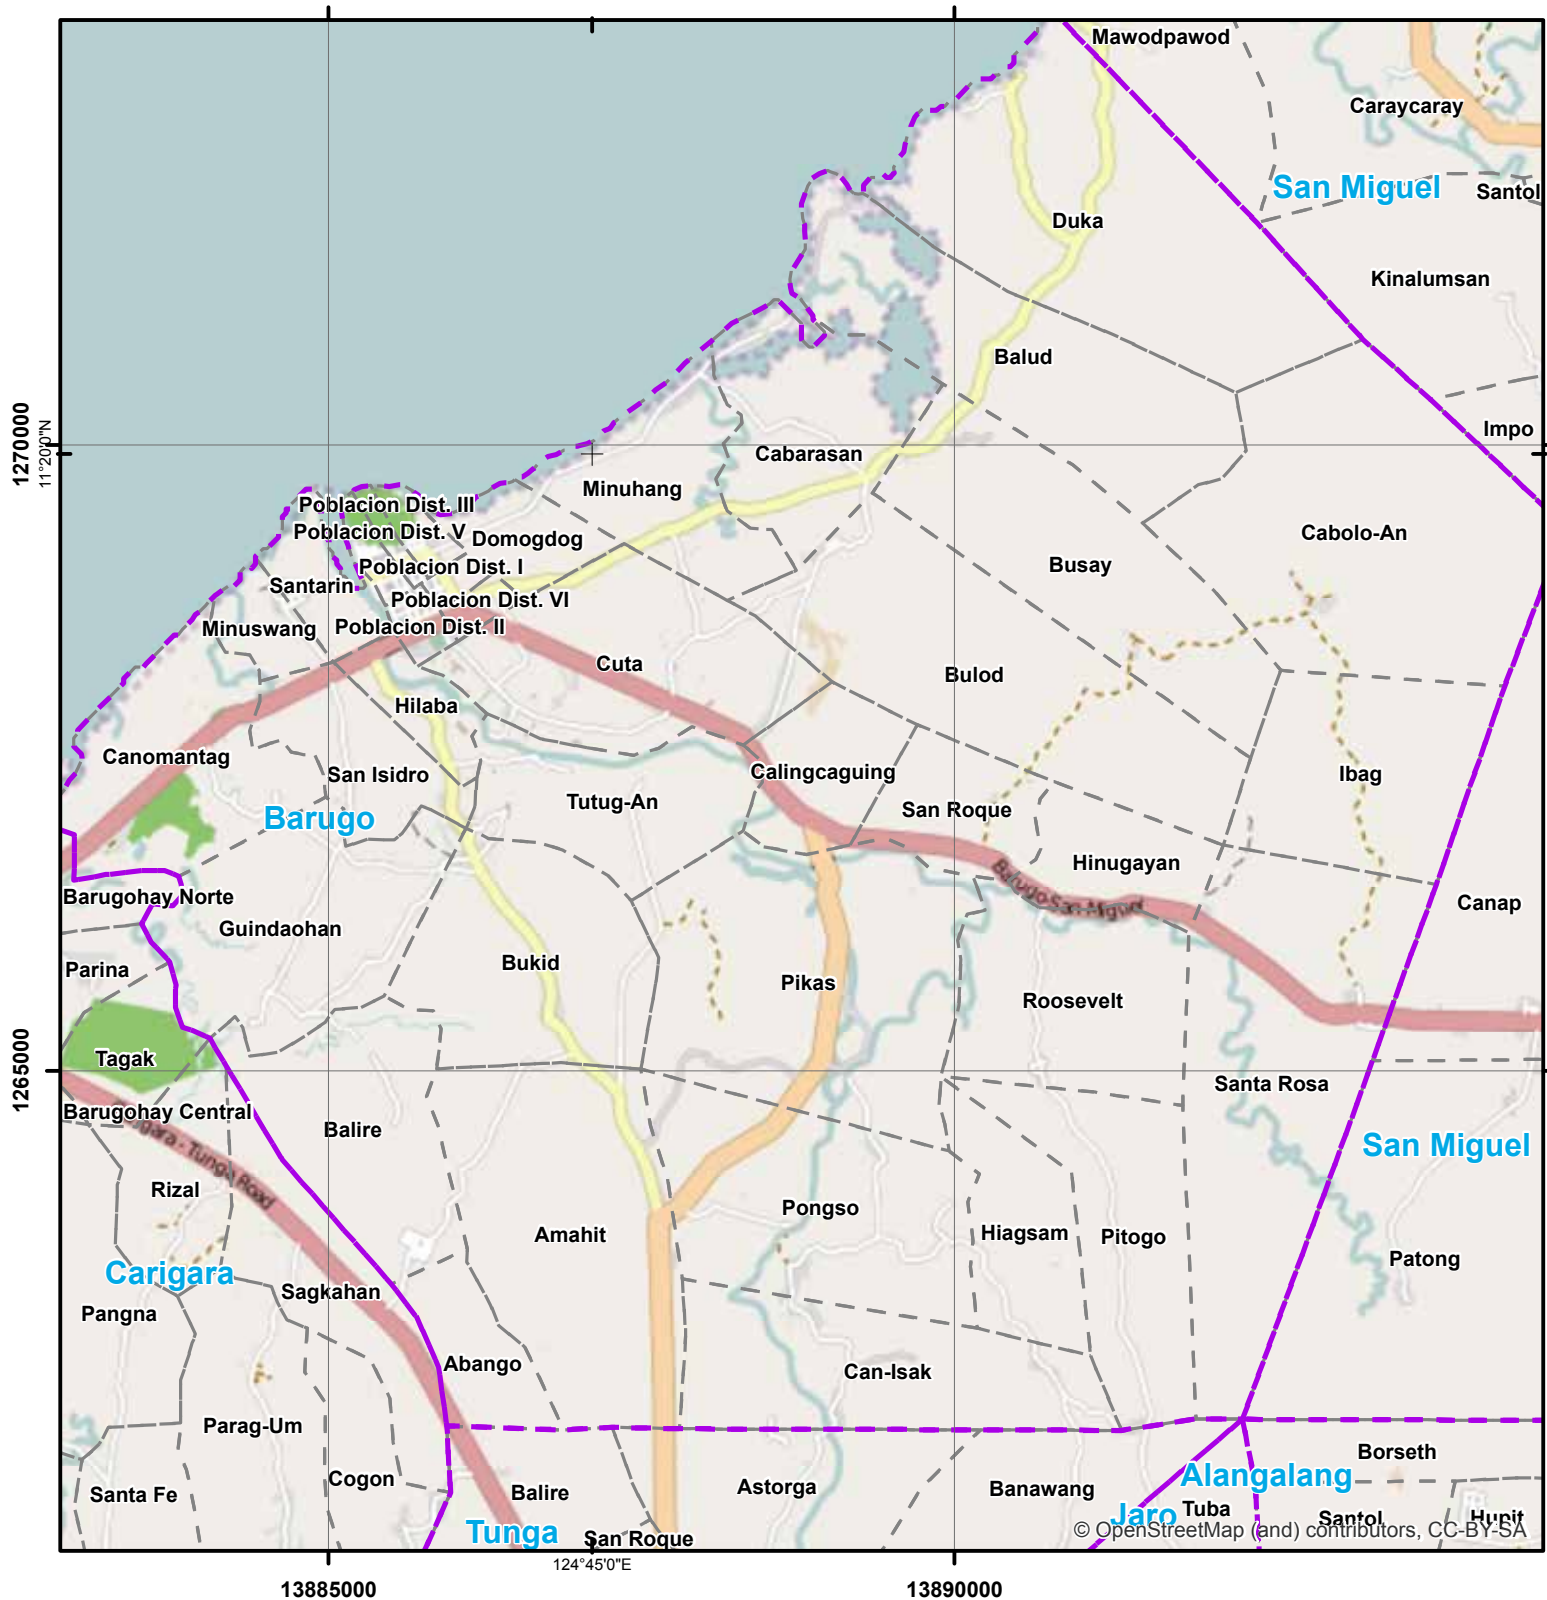 Mawodpawod
Caraycaray
San Miguel
Santol
Duka
Kinalumsan
Balud
Impo
1270000
11°20'0"N
Cabarasan
Minuhang
Poblacion Dist. III
Poblacion Dist. V
Domogdog
Cabolo-An
Poblacion Dist. I
Busay
Santarin
Poblacion Dist. VI
Minuswang
Poblacion Dist. II
Cuta
Bulod
Hilaba
Canomantag
San Isidro
Calingcaguing
Ibag
Tutug-An
San Roque
Barugo
Hinugayan
Barugo San Miguel
Barugohay Norte
Canap
Guindaohan
Bukid
Parina
Pikas
Roosevelt
1265000
Tagak
Santa Rosa
Barugohay Central
Balire
San Miguel
Tunga Road
Rizal
Pongso
Amahit
Hiagsam
Pitogo
Patong
Carigara
Sagkahan
Pangna
Abango
Can-Isak
Parag-Um
Borseth
Cogon
Alangalang
Santa Fe
Balire
Astorga
Banawang
Jaro
Tuba
Santol
Hupit
Tunga
San Roque
© OpenStreetMap (and) contributors, CC-BY-SA
124°45'0"E
13885000
13890000